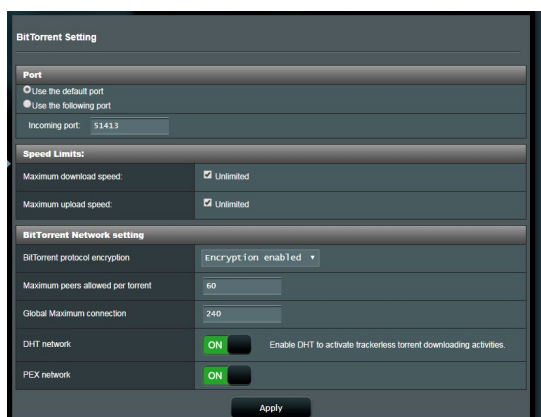 BitTorrent Setting
Port
Use the default port
Use the following port
Incoming port: 51413
Speed Limits:
Maximum download speed: Unlimited
Maximum upload speed: Unlimited
BitTorrent Network setting
BitTorrent protocol encryption Encryption enabled
Maximum peers allowed per torrent 60
Global Maximum connection 240
DHT network ON Enable DHT to activate trackerless torrent downloading activities.
PEX network ON
Apply